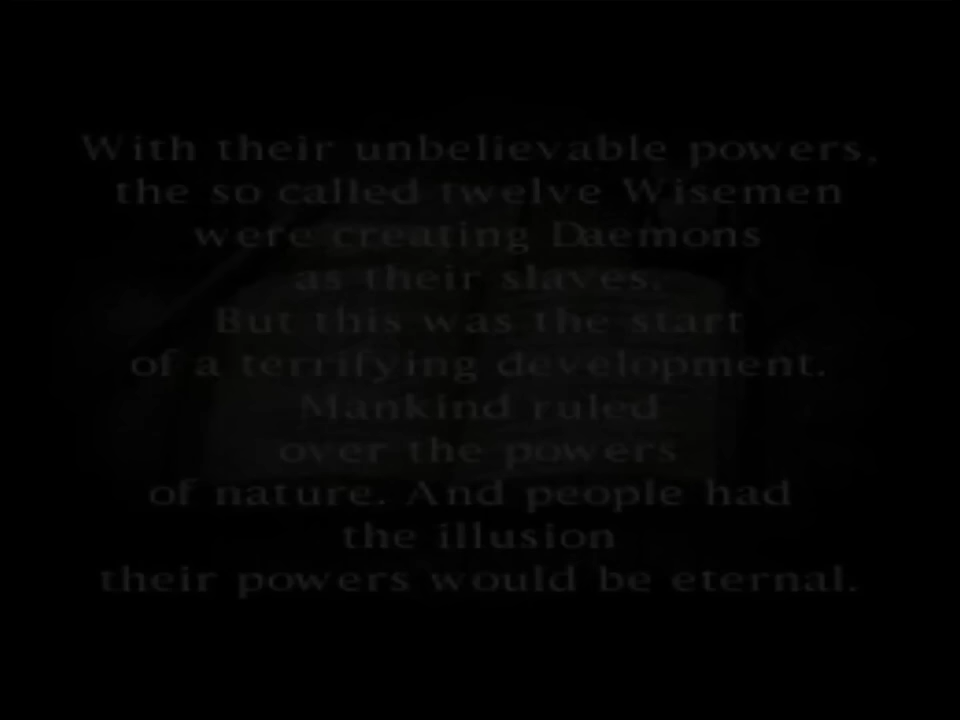 With their unbelievable powers,
the so called twelve Wisemen
were creating Daemons
as their slaves.
But this was the start
of a terrifying development.
Mankind ruled
over the powers
of nature. And people had
the illusion
their powers would be eternal.